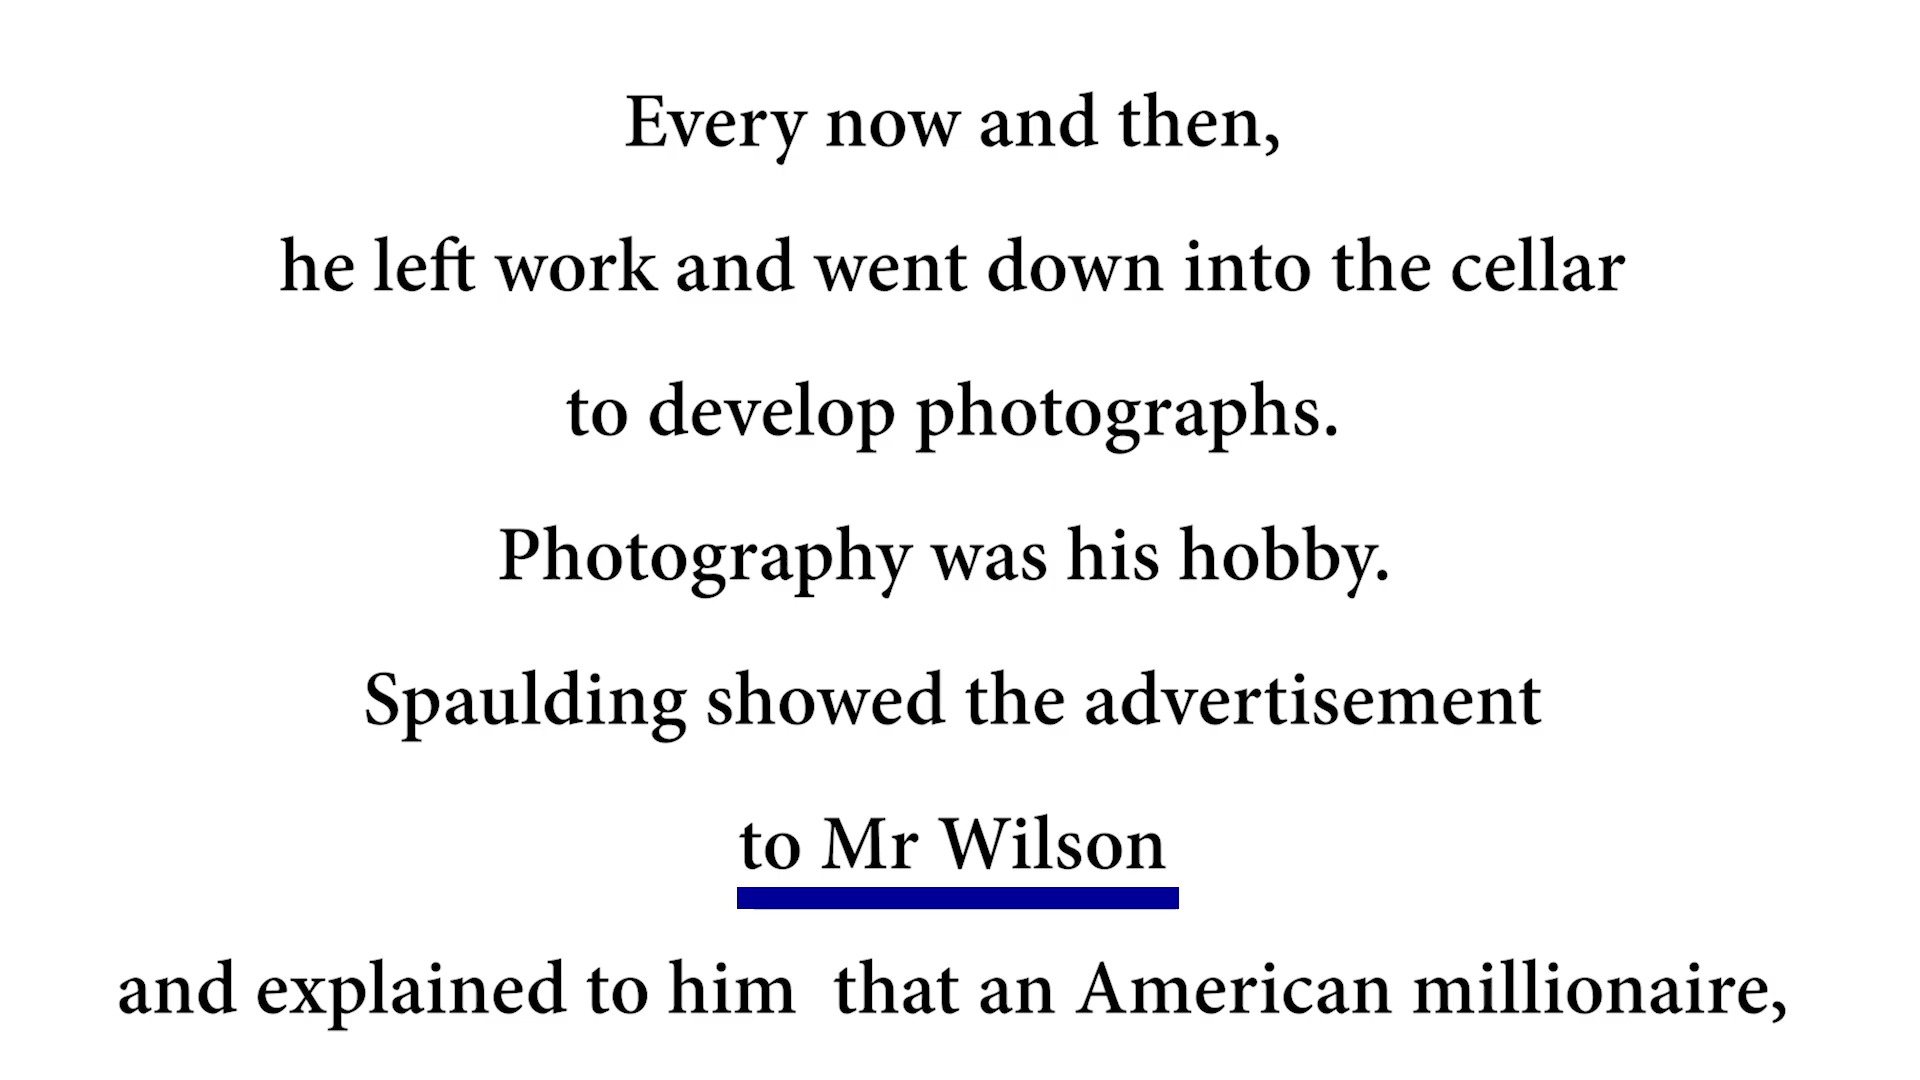 Every now and then,
he left work and went down into the cellar
to develop photographs.
Photography was his hobby.
Spaulding showed the advertisement
to Mr Wilson
and explained to him  that an American millionaire,